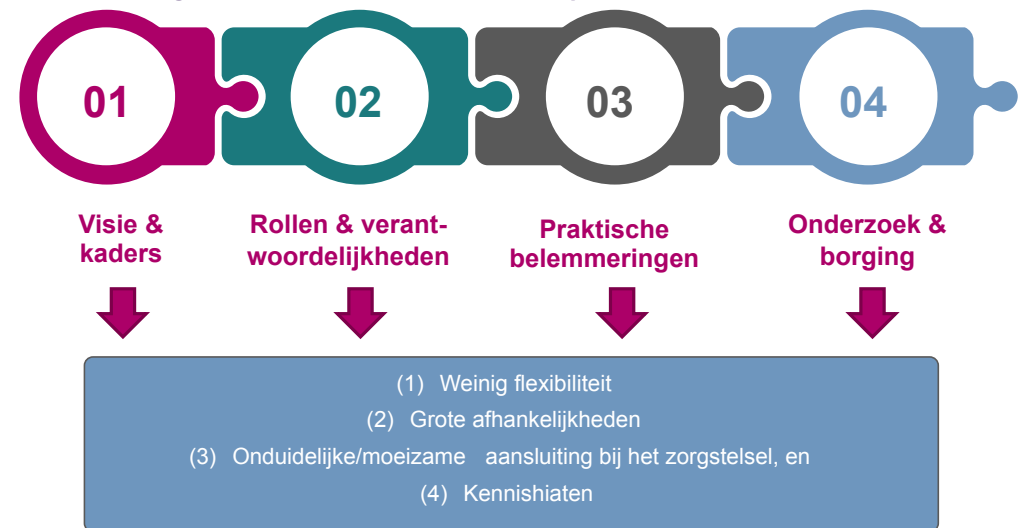 01
02
03
04
Visie &
kaders
Rollen & verant-
woordelijkheden
Praktische
belemmeringen
Onderzoek &
borging
(1) Weinig flexibiliteit
(2) Grote afhankelijkheden
(3) Onduidelijke/moeizame aansluiting bij het zorgstelsel, en
(4) Kennishiaten